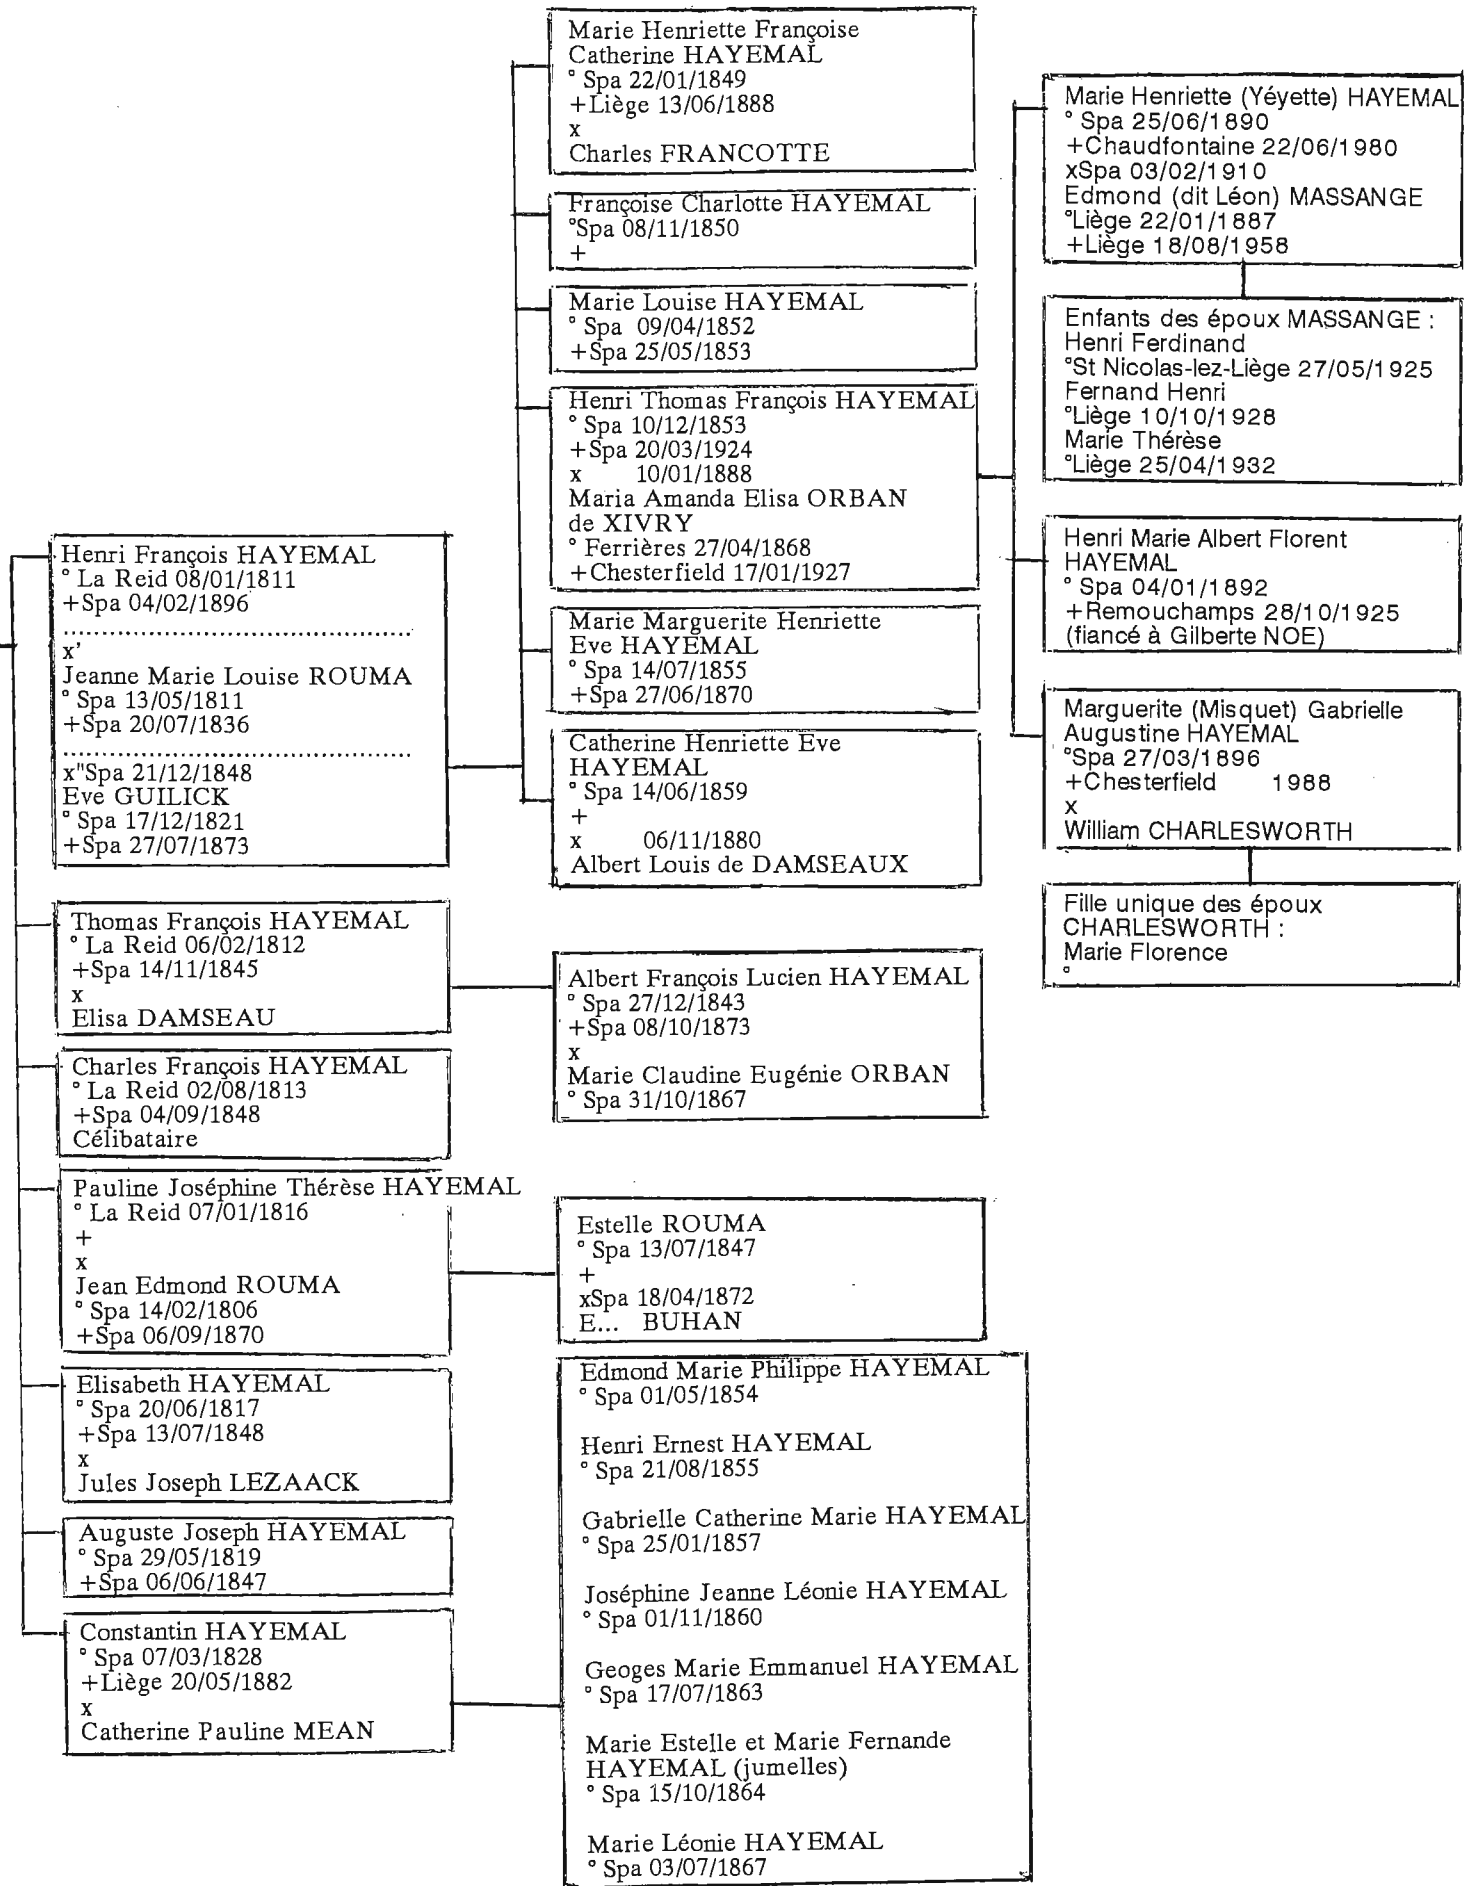 Marie Henriette Françoise
Catherine HAYEMAL
° Spa 22/01/1849
+Liège 13/06/1888
x
Charles FRANCOTTE
Françoise Charlotte HAYEMAL
°Spa 08/11/1850
+
Marie Louise HAYEMAL
° Spa 09/04/1852
+Spa 25/05/1853
Henri Thomas François HAYEMAL
° Spa 10/12/1853
+Spa 20/03/1924
x 10/01/1888
Maria Amanda Elisa ORBAN
de XIVRY
° Ferrières 27/04/1868
+Chesterfield 17/01/1927
Marie Marguerite Henriette
Eve HAYEMAL
° Spa 14/07/1855
+Spa 27/06/1870
Catherine Henriette Eve
HAYEMAL
° Spa 14/06/1859
+
x 06/11/1880
Albert Louis de DAMSEAUX
Marie Henriette (Yéyette) HAYEMAL
° Spa 25/06/1890
+Chaudfontaine 22/06/1980
xSpa 03/02/1910
Edmond (dit Léon) MASSANGE
°Liège 22/01/1887
+Liège 18/08/1958
Enfants des époux MASSANGE :
Henri Ferdinand
°St Nicolas-lez-Liège 27/05/1925
Fernand Henri
°Liège 10/10/1928
Marie Thérèse
°Liège 25/04/1932
Henri Marie Albert Florent
HAYEMAL
° Spa 04/01/1892
+Remouchamps 28/10/1925
(fiancé à Gilberte NOE)
Marguerite (Misquet) Gabrielle
Augustine HAYEMAL
°Spa 27/03/1896
+Chesterfield 1988
x
William CHARLESWORTH
Fille unique des époux
CHARLESWORTH :
Marie Florence
°
Henri François HAYEMAL
° La Reid 08/01/1811
+Spa 04/02/1896
.............................................
x'
Jeanne Marie Louise ROUMA
° Spa 13/05/1811
+Spa 20/07/1836
.............................................
x"Spa 21/12/1848
Eve GUILICK
° Spa 17/12/1821
+Spa 27/07/1873
Thomas François HAYEMAL
° La Reid 06/02/1812
+Spa 14/11/1845
x
Elisa DAMSEAU
Albert François Lucien HAYEMAL
° Spa 27/12/1843
+Spa 08/10/1873
x
Marie Claudine Eugénie ORBAN
° Spa 31/10/1867
Charles François HAYEMAL
° La Reid 02/08/1813
+Spa 04/09/1848
Célibataire
Pauline Joséphine Thérèse HAYEMAL
° La Reid 07/01/1816
+
x
Jean Edmond ROUMA
° Spa 14/02/1806
+Spa 06/09/1870
Estelle ROUMA
° Spa 13/07/1847
+
xSpa 18/04/1872
E... BUHAN
Elisabeth HAYEMAL
° Spa 20/06/1817
+Spa 13/07/1848
x
Jules Joseph LEZAACK
Auguste Joseph HAYEMAL
° Spa 29/05/1819
+Spa 06/06/1847
Constantin HAYEMAL
° Spa 07/03/1828
+Liège 20/05/1882
x
Catherine Pauline MEAN
Edmond Marie Philippe HAYEMAL
° Spa 01/05/1854
Henri Ernest HAYEMAL
° Spa 21/08/1855
Gabrielle Catherine Marie HAYEMAL
° Spa 25/01/1857
Joséphine Jeanne Léonie HAYEMAL
° Spa 01/11/1860
Geoges Marie Emmanuel HAYEMAL
° Spa 17/07/1863
Marie Estelle et Marie Fernande
HAYEMAL (jumelles)
° Spa 15/10/1864
Marie Léonie HAYEMAL
° Spa 03/07/1867